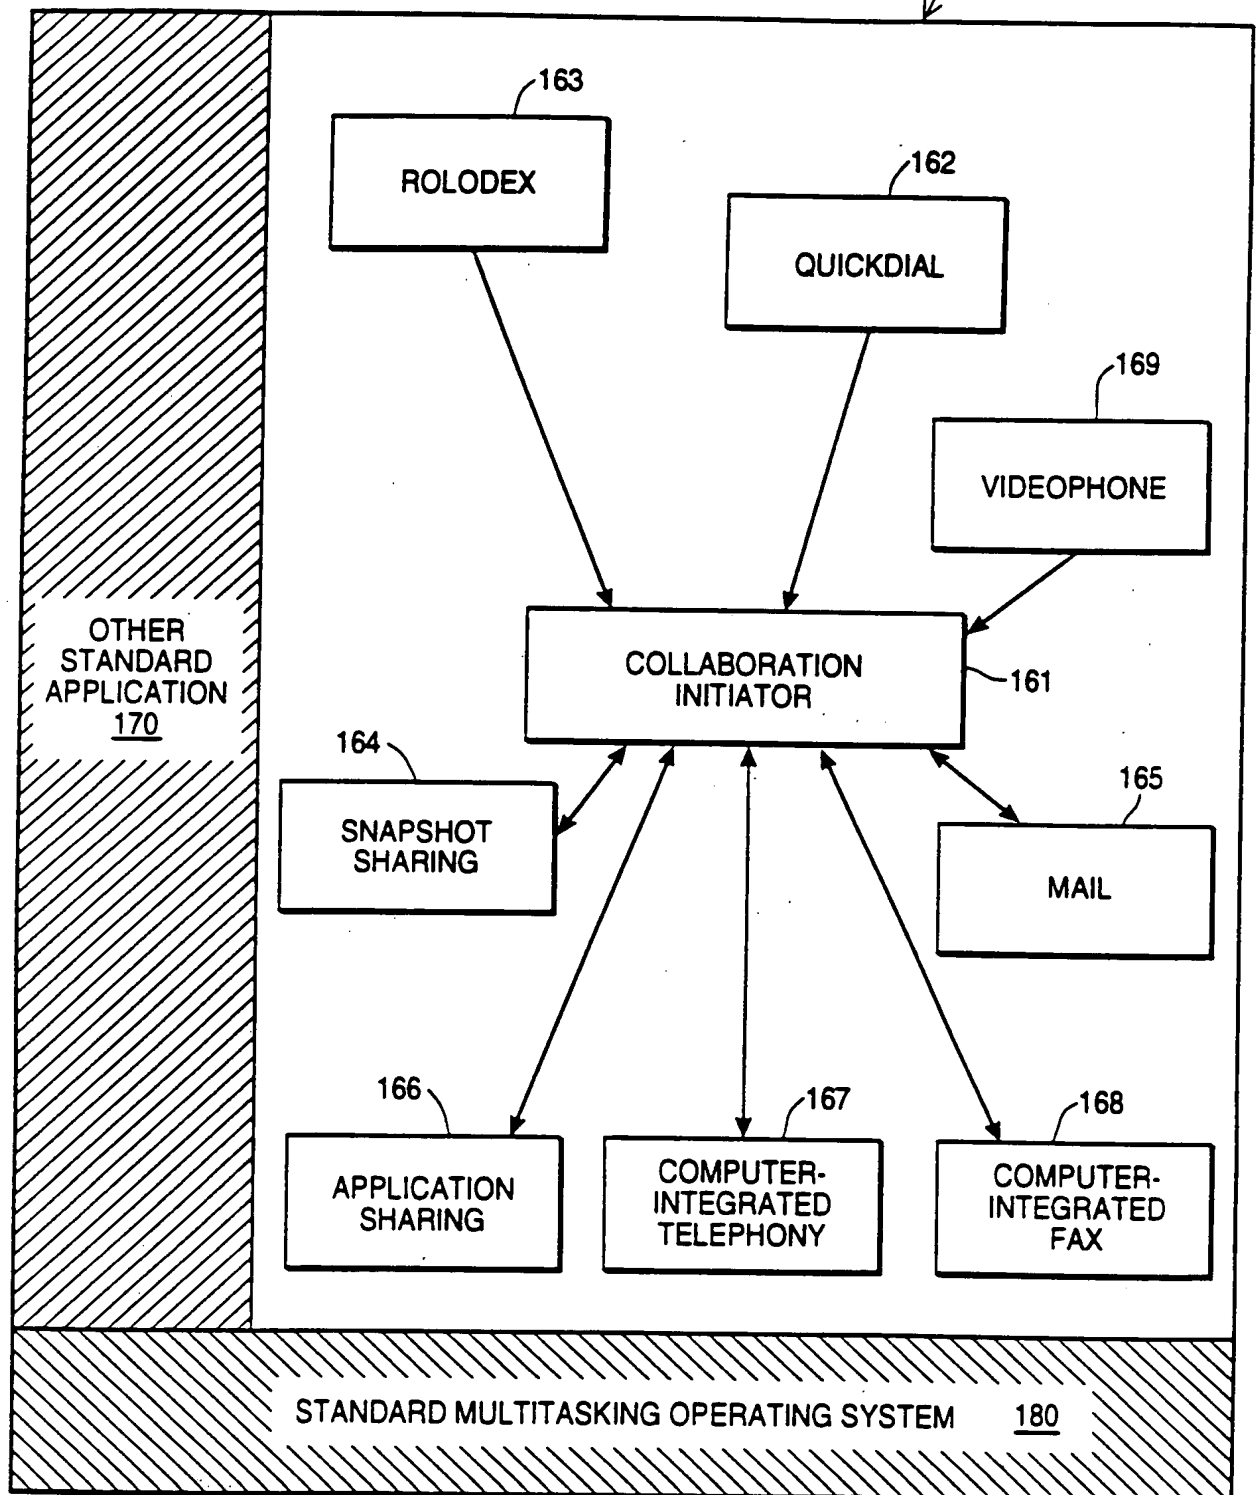 163
ROLODEX
162
QUICKDIAL
169
VIDEOPHONE
OTHER
STANDARD
APPLICATION
170
COLLABORATION
INITIATOR
161
164
SNAPSHOT
SHARING
165
MAIL
166
APPLICATION
SHARING
167
COMPUTER-
INTEGRATED
TELEPHONY
168
COMPUTER-
INTEGRATED
FAX
STANDARD MULTITASKING OPERATING SYSTEM 180